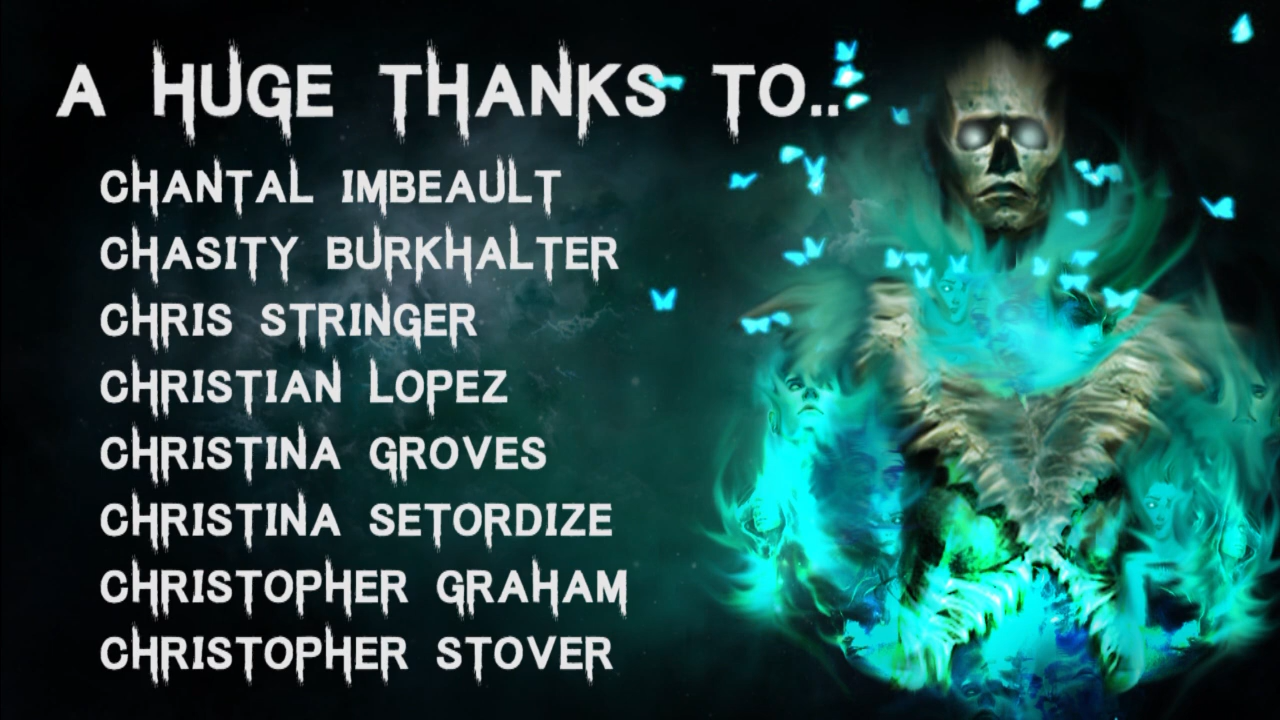 A HUGE THANKS TO..
CHANTAL IMBEAULT
CHASITY BURKHALTER
CHRIS STRINGER
CHRISTIAN LOPEZ
CHRISTINA GROVES
CHRISTINA SETORDIZE
CHRISTOPHER GRAHAM
CHRISTOPHER STOVER